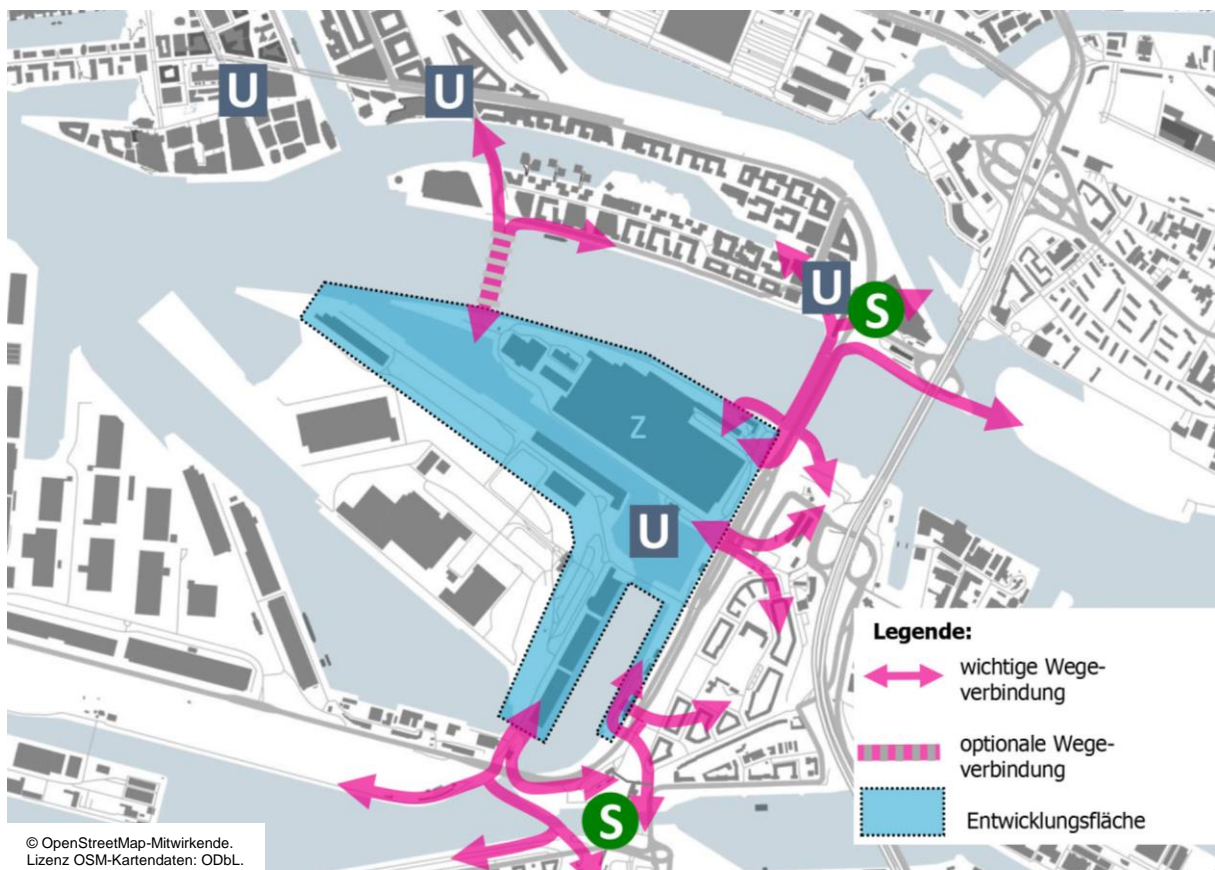 U
U
U
S
Z
U
Legende:
wichtige Wege-
verbindung
optionale Wege-
verbindung
Entwicklungsfläche
S
© OpenStreetMap-Mitwirkende.
Lizenz OSM-Kartendaten: ODbL.